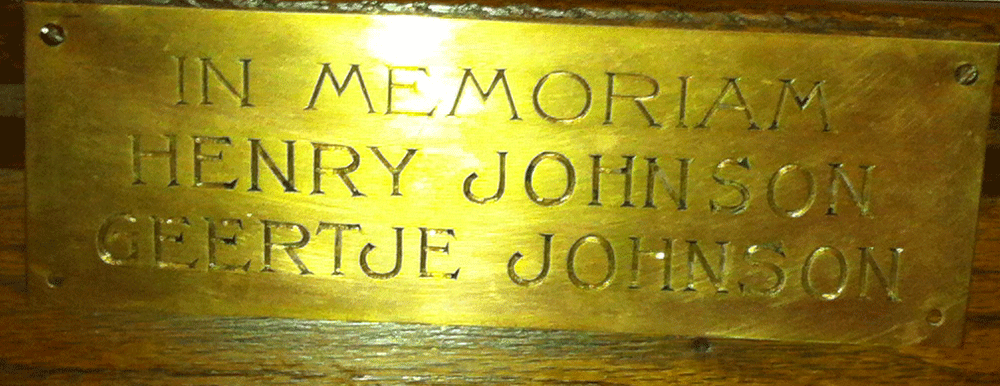 IN MEMORIAM
HENRY JOHNSON
GEERTJE JOHNSON